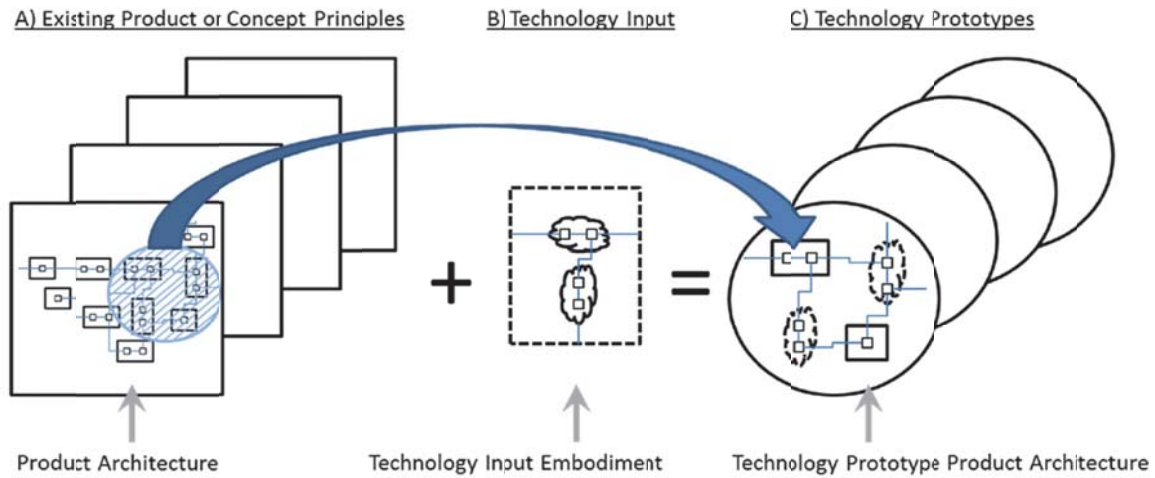 A) Existing Product or Concept Principles
B) Technology Input
C) Technology Prototypes
Product Architecture
Technology Input Embodiment
Technology Prototype Product Architecture